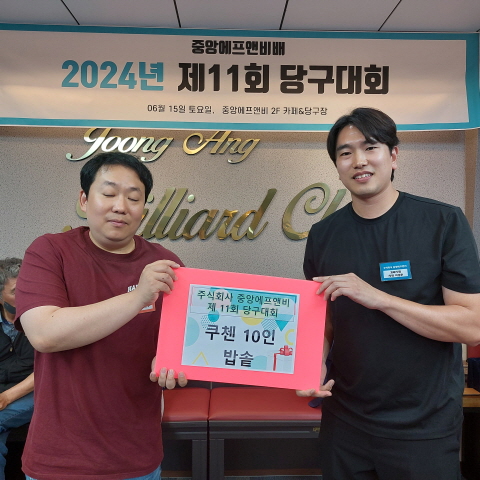 중앙에프앤비배
2024년 제11회 당구대회
06월 15일 토요일, 중앙에프앤비 2F 카페&당구장
Joong Ang
Billiard Cl
주식회사 중앙에프앤비
제 11회 당구대회
쿠첸 10인
밥솥